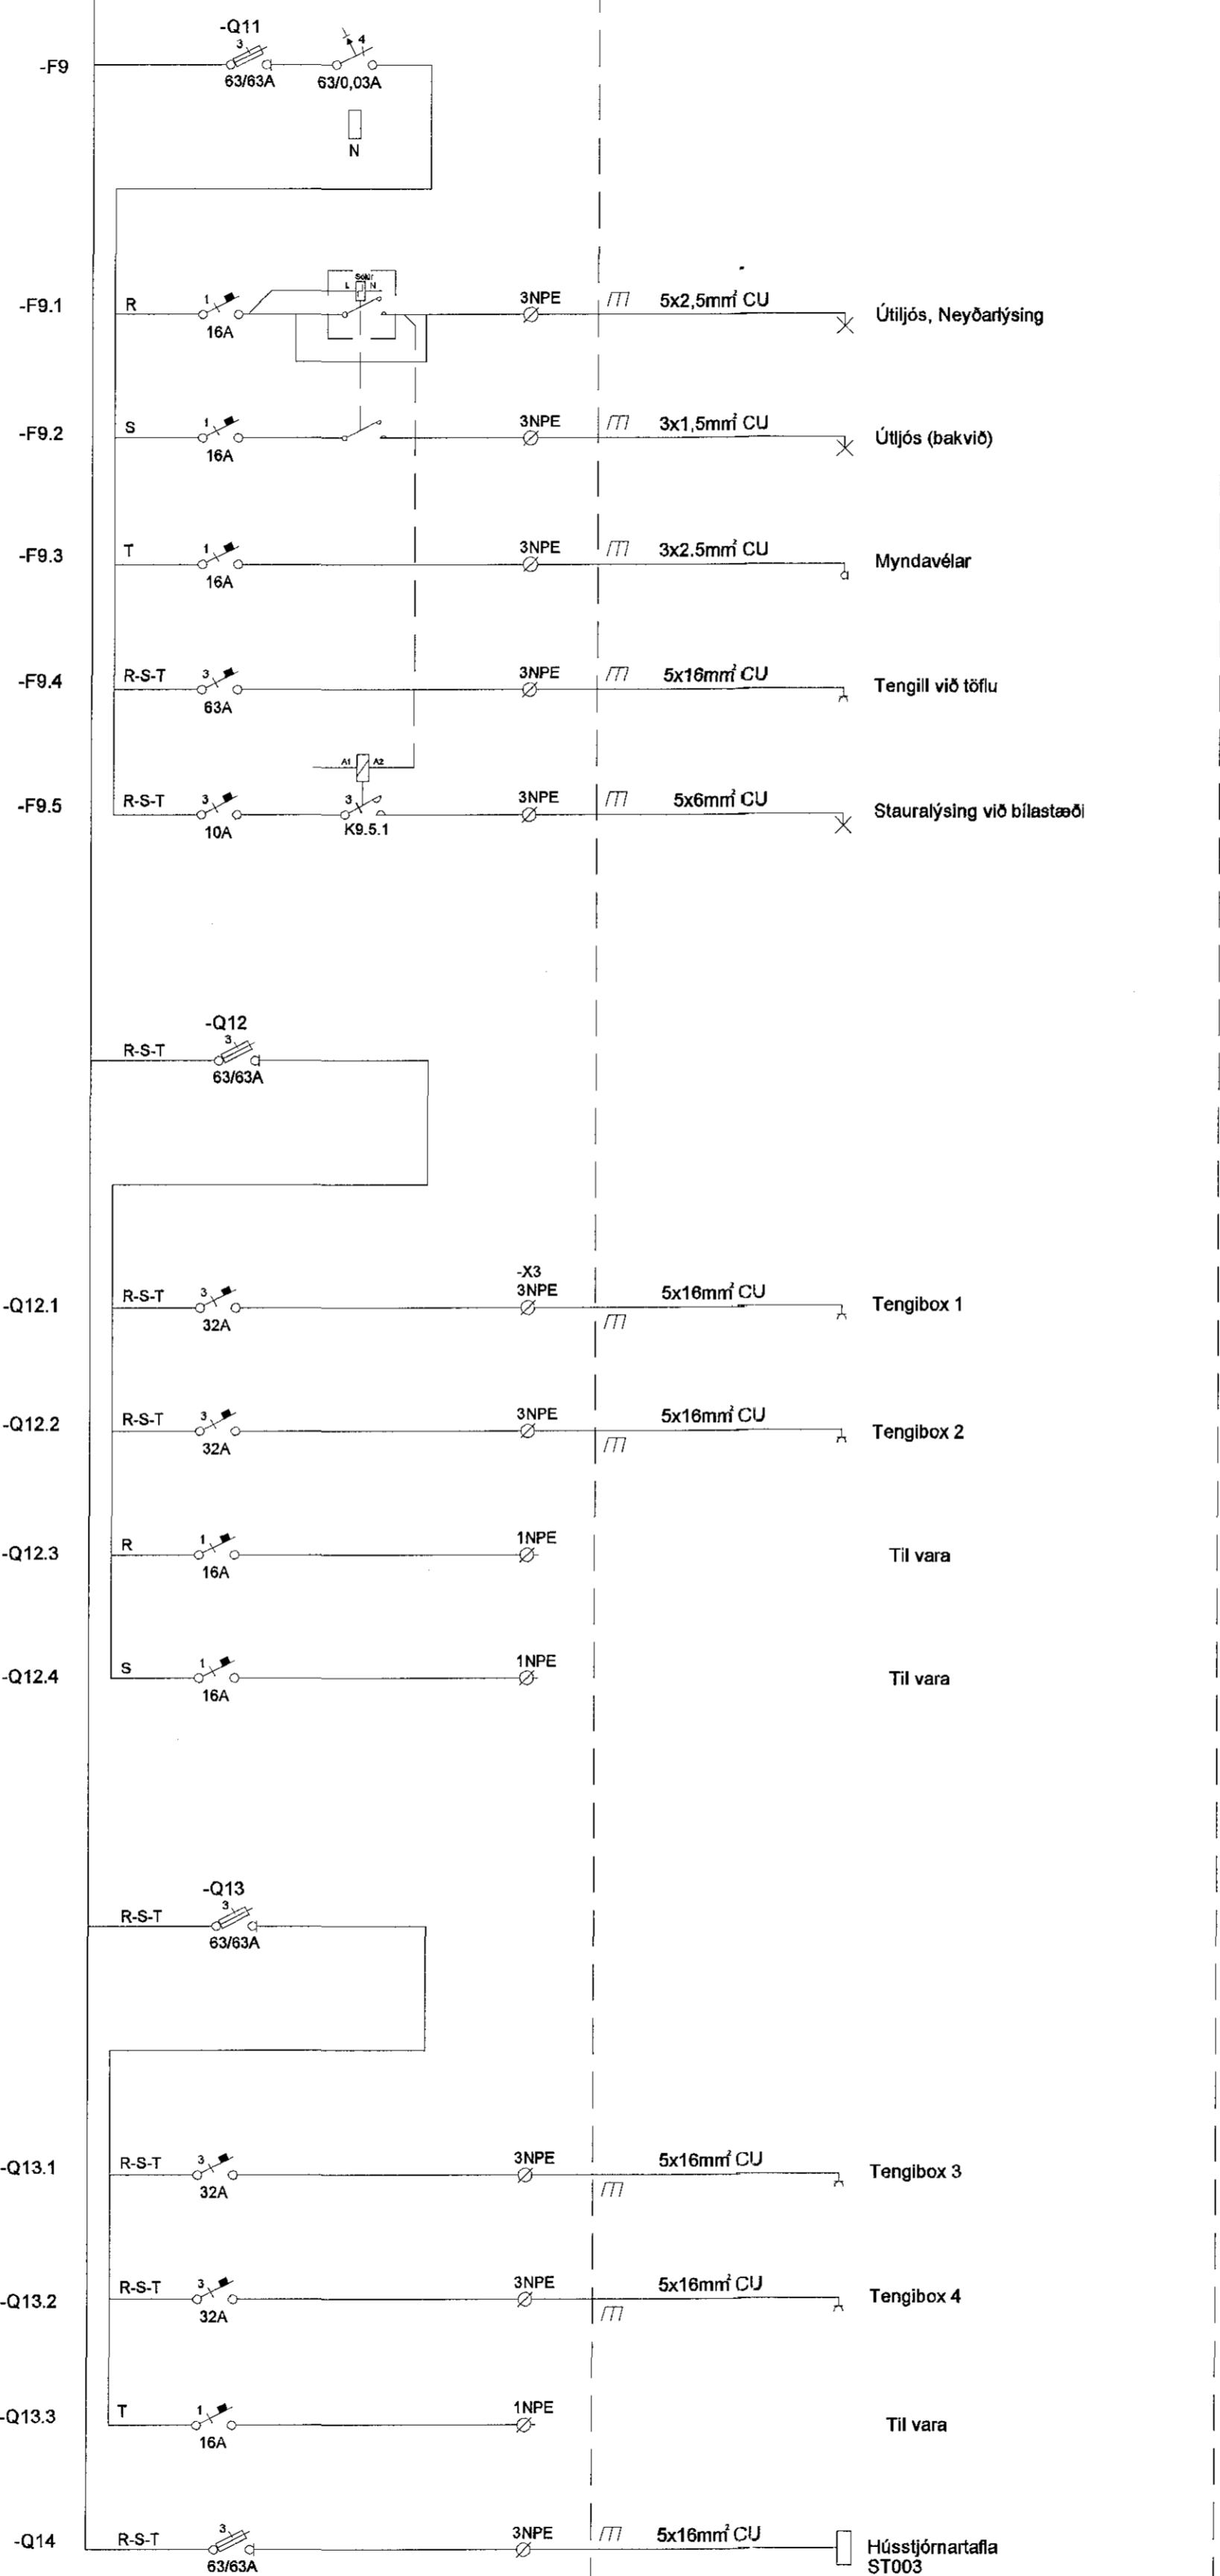 -Q11
-F9
3
4
63/63A
63/0,03A
N
-F9.1
R
1
16A
Sólúr
L N
3NPE
5x2,5mm² CU
Útiljós, Neyðarlýsing
-F9.2
S
1
16A
3NPE
3x1,5mm² CU
Útljós (bakvið)
-F9.3
T
1
16A
3NPE
3x2.5mm² CU
Myndavélar
-F9.4
R-S-T
3
63A
3NPE
5x16mm² CU
Tengill við töflu
A1
A2
-F9.5
R-S-T
3
10A
3
K9.5.1
3NPE
5x6mm² CU
Stauralýsing við bílastæði
-Q12
R-S-T
3
63/63A
-X3
-Q12.1
R-S-T
3
32A
3NPE
5x16mm² CU
Tengibox 1
-Q12.2
R-S-T
3
32A
3NPE
5x16mm² CU
Tengibox 2
-Q12.3
R
1
16A
1NPE
Til vara
-Q12.4
S
1
16A
1NPE
Til vara
-Q13
R-S-T
3
63/63A
-Q13.1
R-S-T
3
32A
3NPE
5x16mm² CU
Tengibox 3
-Q13.2
R-S-T
3
32A
3NPE
5x16mm² CU
Tengibox 4
-Q13.3
T
1
16A
1NPE
Til vara
-Q14
R-S-T
3
63/63A
3NPE
5x16mm² CU
Hússtjórnartafla
ST003